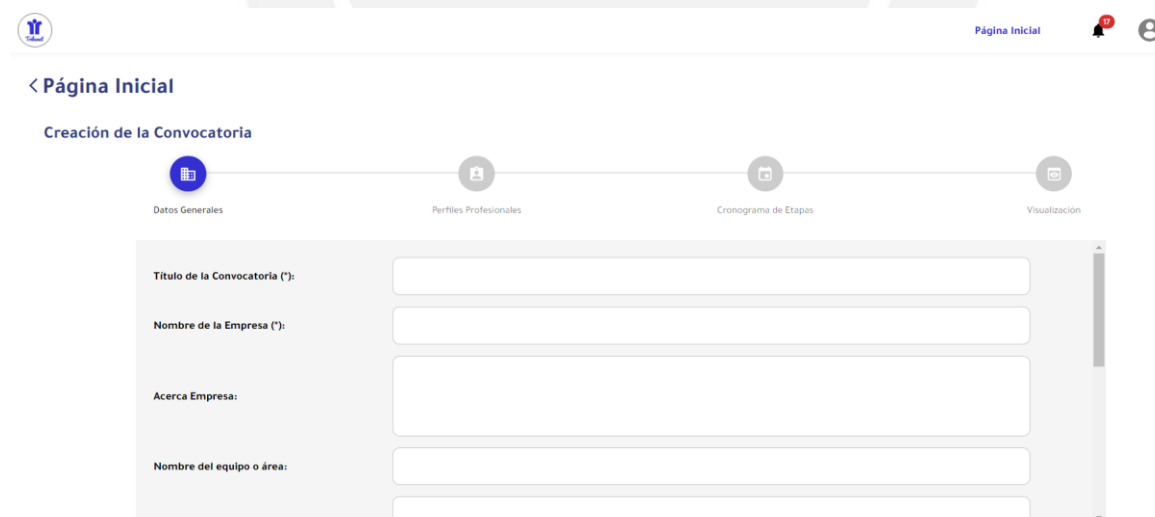 Página Inicial
17
< Página Inicial
Creación de la Convocatoria
Datos Generales
Perfiles Profesionales
Cronograma de Etapas
Visualización
Título de la Convocatoria (*):
Nombre de la Empresa (*):
Acerca Empresa:
Nombre del equipo o área: